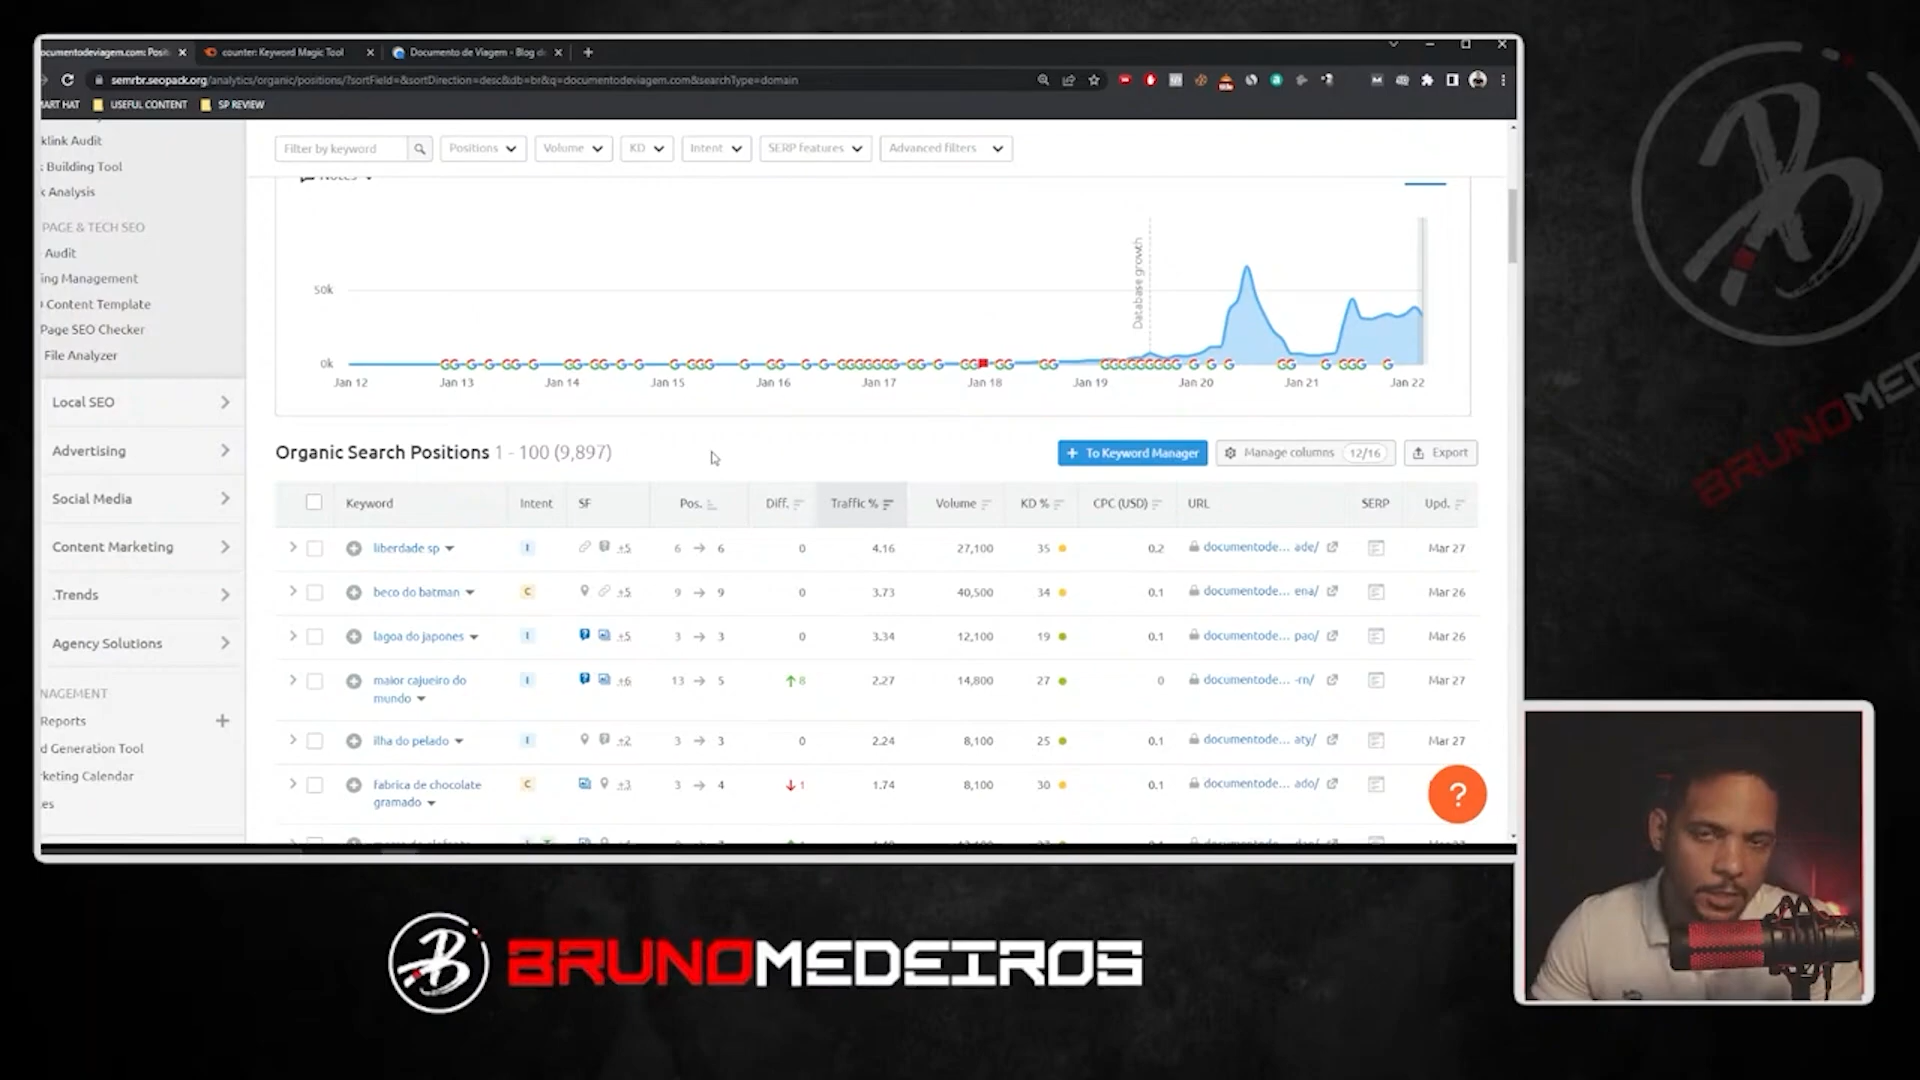 ocumentodeviagem.com: Posit
counter: Keyword Magic Tool
Documento de Viagem - Blog d
semrbr.seopack.org/analytics/organic/positions/?sortField=&sortDirection=desc&db=br&q=documentodeviagem.com&searchType=domain
ART HAT
USEFUL CONTENT
SP REVIEW
klink Audit
Building Tool
Analysis
PAGE & TECH SEO
Audit
ing Management
Content Template
Page SEO Checker
File Analyzer
Local SEO
Advertising
Social Media
Content Marketing
.Trends
Agency Solutions
NAGEMENT
Reports
d Generation Tool
keting Calendar
es
Filter by keyword
Positions
Volume
KD
Intent
SERP features
Advanced filters
Notes
Database growth
50k
0k
Jan 12 Jan 13 Jan 14 Jan 15 Jan 16 Jan 17 Jan 18 Jan 19 Jan 20 Jan 21 Jan 22
Organic Search Positions 1 - 100 (9,897)
+ To Keyword Manager
Manage columns 12/16
Export
Keyword Intent SF Pos. Diff. Traffic % Volume KD % CPC (USD) URL SERP Upd.
liberdade sp I +5 6 → 6 0 4.16 27,100 35 0.2 documentode... ade/ Mar 27
beco do batman C +5 9 → 9 0 3.73 40,500 34 0.1 documentode... ena/ Mar 26
lagoa do japones I +5 3 → 3 0 3.34 12,100 19 0.1 documentode... pao/ Mar 26
maior cajueiro do I +6 13 → 5 ↑ 8 2.27 14,800 27 0 documentode... -rn/ Mar 27
mundo
ilha do pelado I +2 3 → 3 0 2.24 8,100 25 0.1 documentode... aty/ Mar 27
fabrica de chocolate C +3 3 → 4 ↓ 1 1.74 8,100 30 0.1 documentode... ado/
gramado
?
BRUNOMEDEIROS
B
BRUNOMED